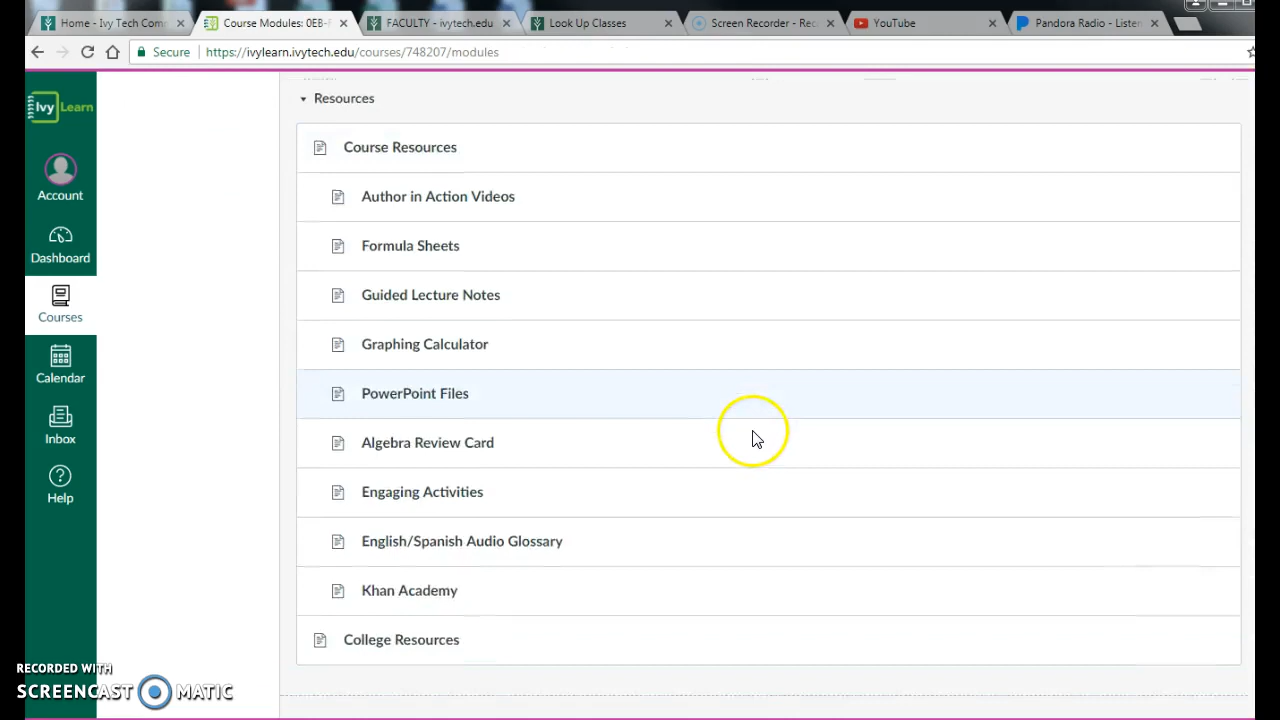 Home - Ivy Tech Com
Course Modules: 0EB-
FACULTY - ivytech.edu
Look Up Classes
Screen Recorder - Rec
YouTube
Pandora Radio - Listen
Secure
https://ivylearn.ivytech.edu/courses/748207/modules
Ivy Learn
Account
Dashboard
Courses
Calendar
Inbox
Help
Resources
Course Resources
Author in Action Videos
Formula Sheets
Guided Lecture Notes
Graphing Calculator
PowerPoint Files
Algebra Review Card
Engaging Activities
English/Spanish Audio Glossary
Khan Academy
College Resources
RECORDED WITH
SCREENCAST MATIC